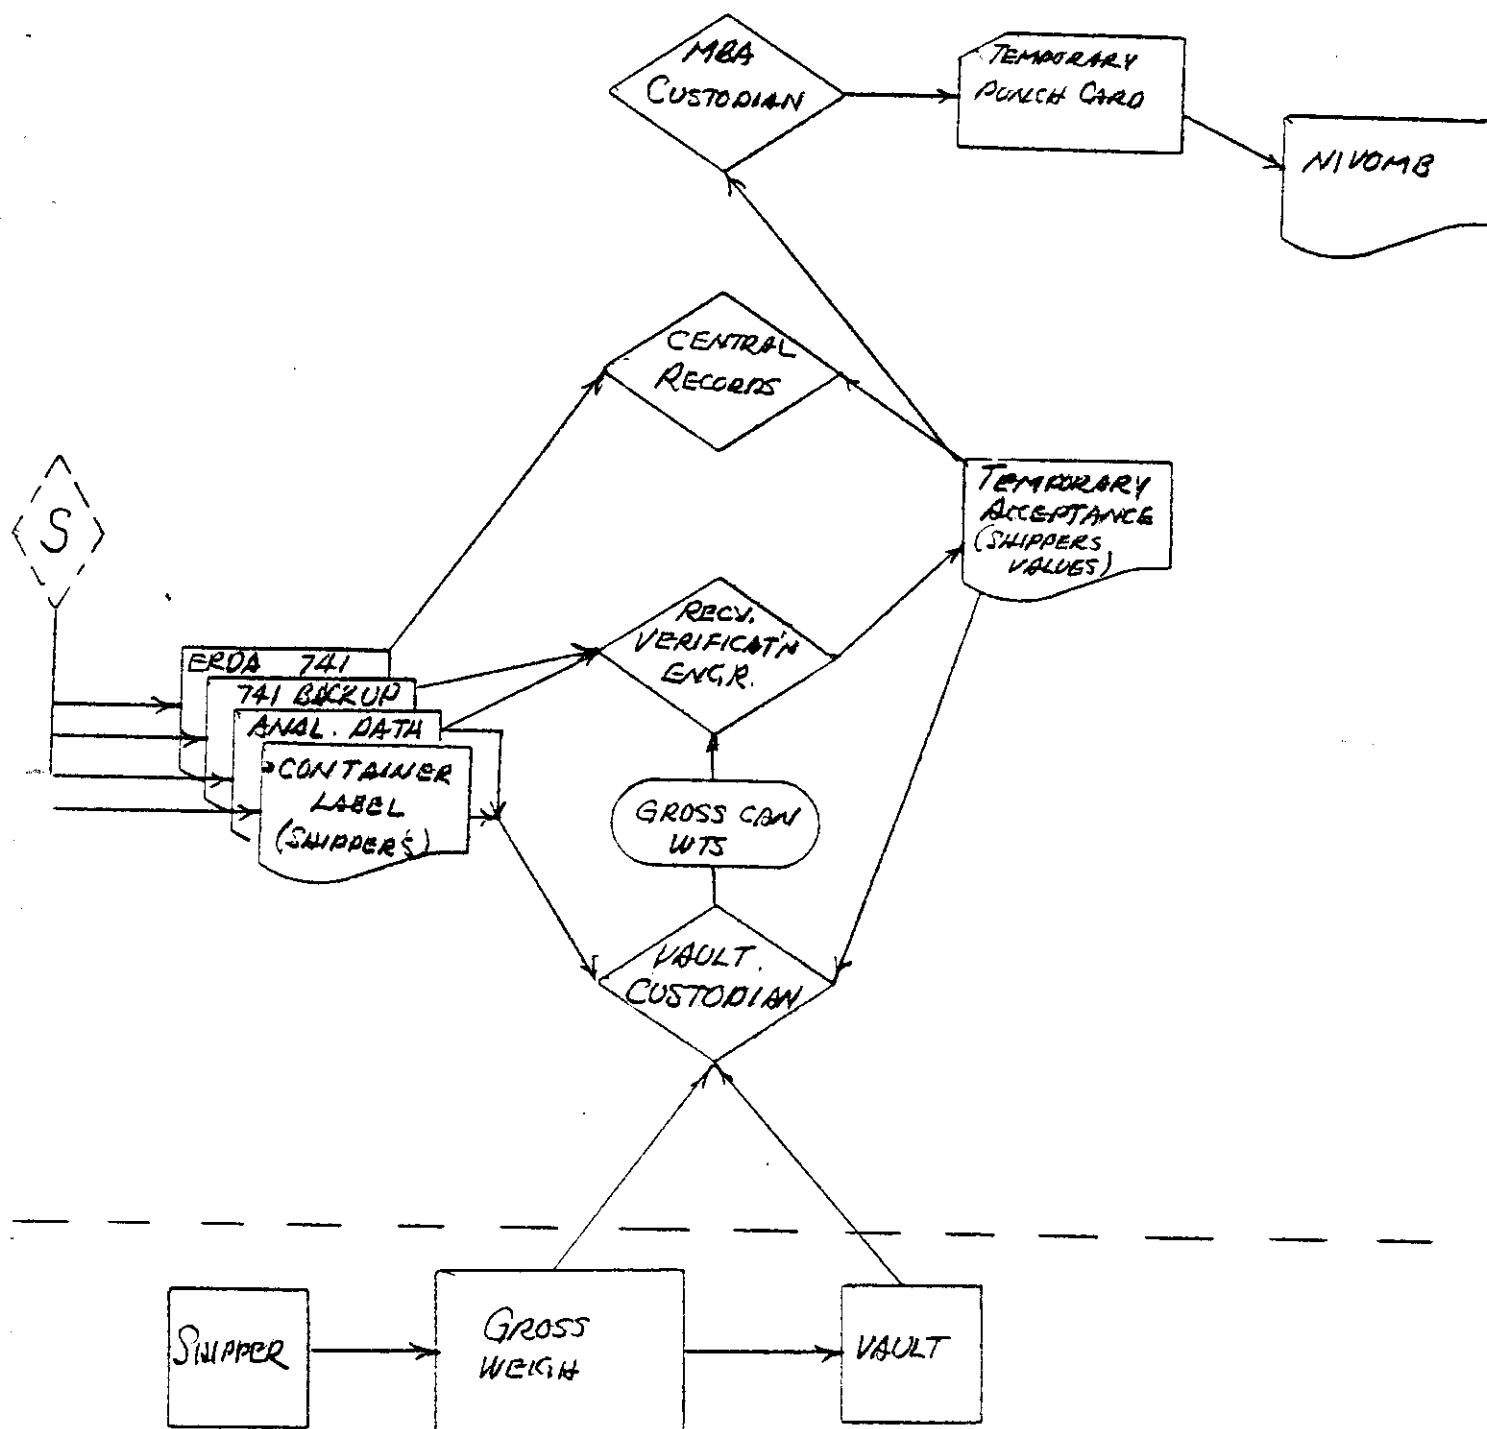 MBA
CUSTODIAN
TEMPORARY
PUNCH CARD
NIVOMB
CENTRAL
RECORDS
TEMPORARY
ACCEPTANCE
(SHIPPERS
VALUES)
S
RECV.
VERIFICAT'N
ENGR.
ERDA 741
741 BACKUP
ANAL. DATA
CONTAINER
LABEL
(SHIPPER'S)
GROSS CAN
WTS
VAULT
CUSTODIAN
SHIPPER
GROSS
WEIGH
VAULT